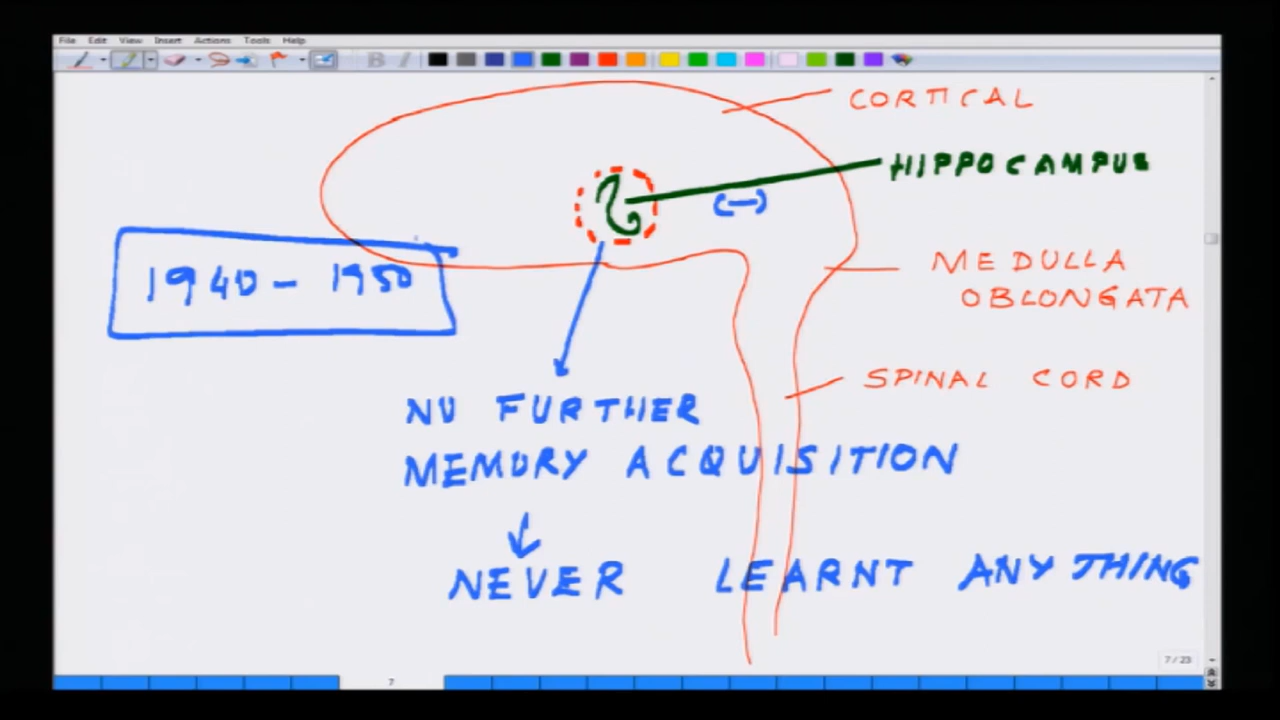 File Edit View Insert Actions Tools Help
B I
CORTICAL
HIPPOCAMPUS
(—)
1940 – 1950
MEDULLA
OBLONGATA
SPINAL CORD
NO FURTHER
MEMORY ACQUISITION
NEVER LEARNT ANYTHING
7 / 23
7